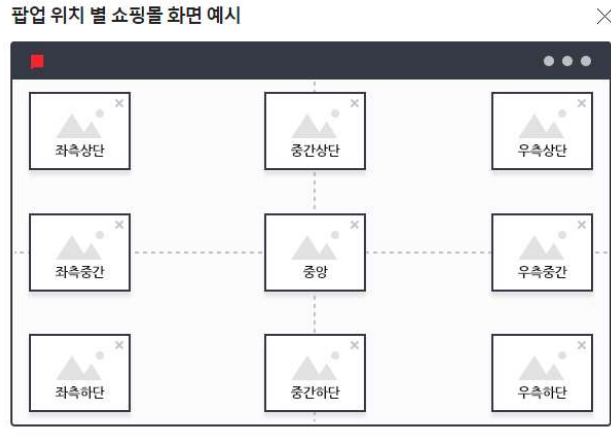 팝업 위치 별 쇼핑몰 화면 예시
좌측상단
중간상단
우측상단
좌측중간
중앙
우측중간
좌측하단
중간하단
우측하단